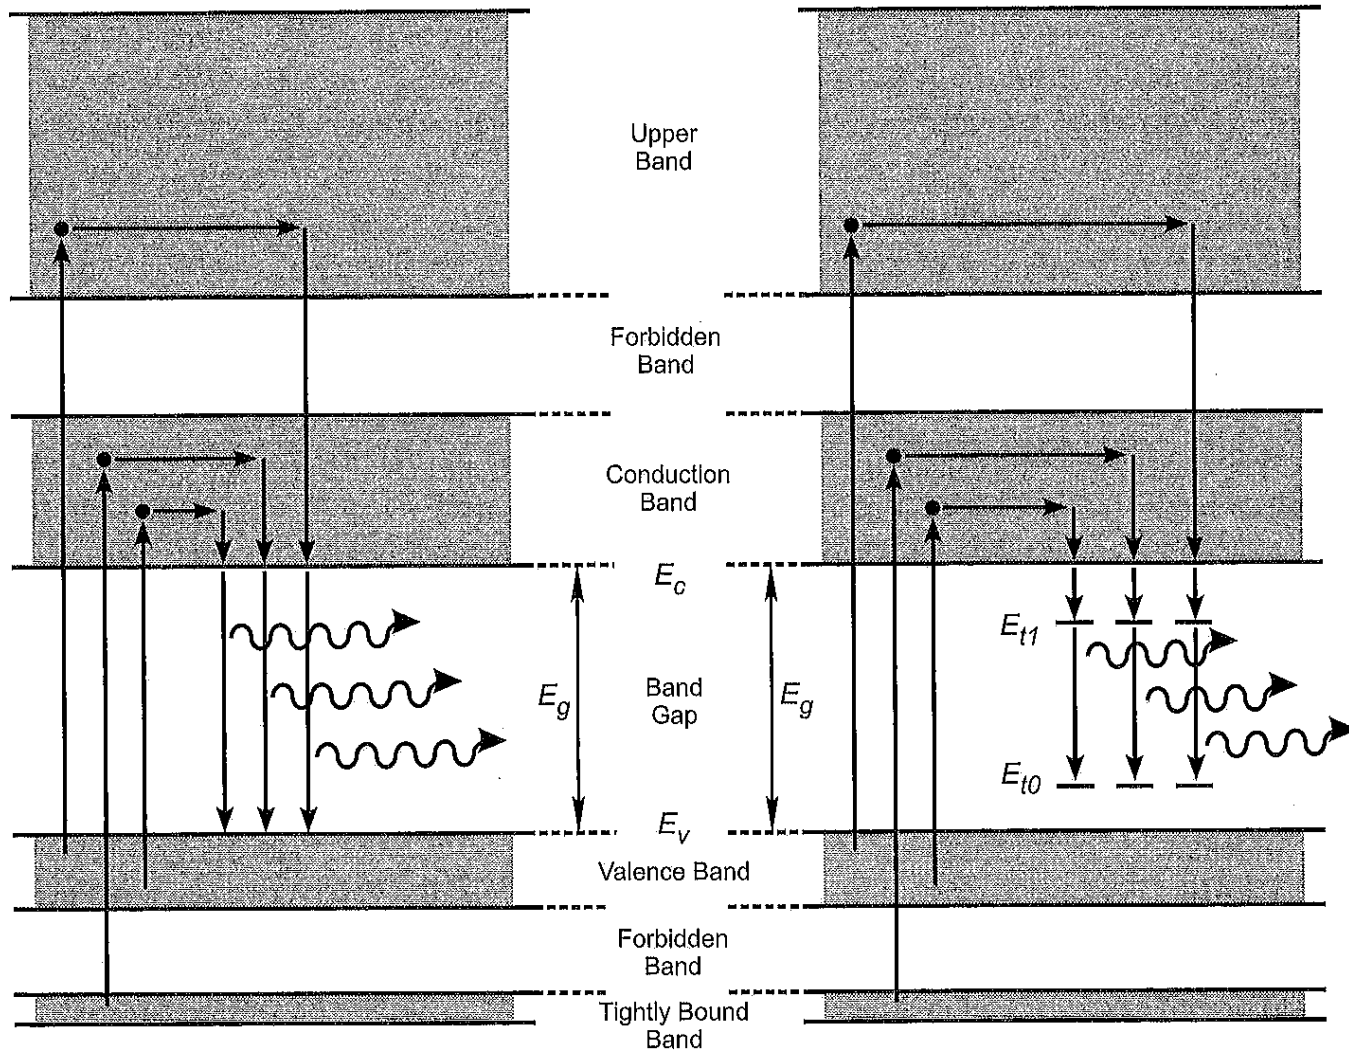 Upper
Band
Forbidden
Band
Conduction
Band
E_c
E_g
Band
Gap
E_g
E_t1
E_t0
E_v
Valence Band
Forbidden
Band
Tightly Bound
Band